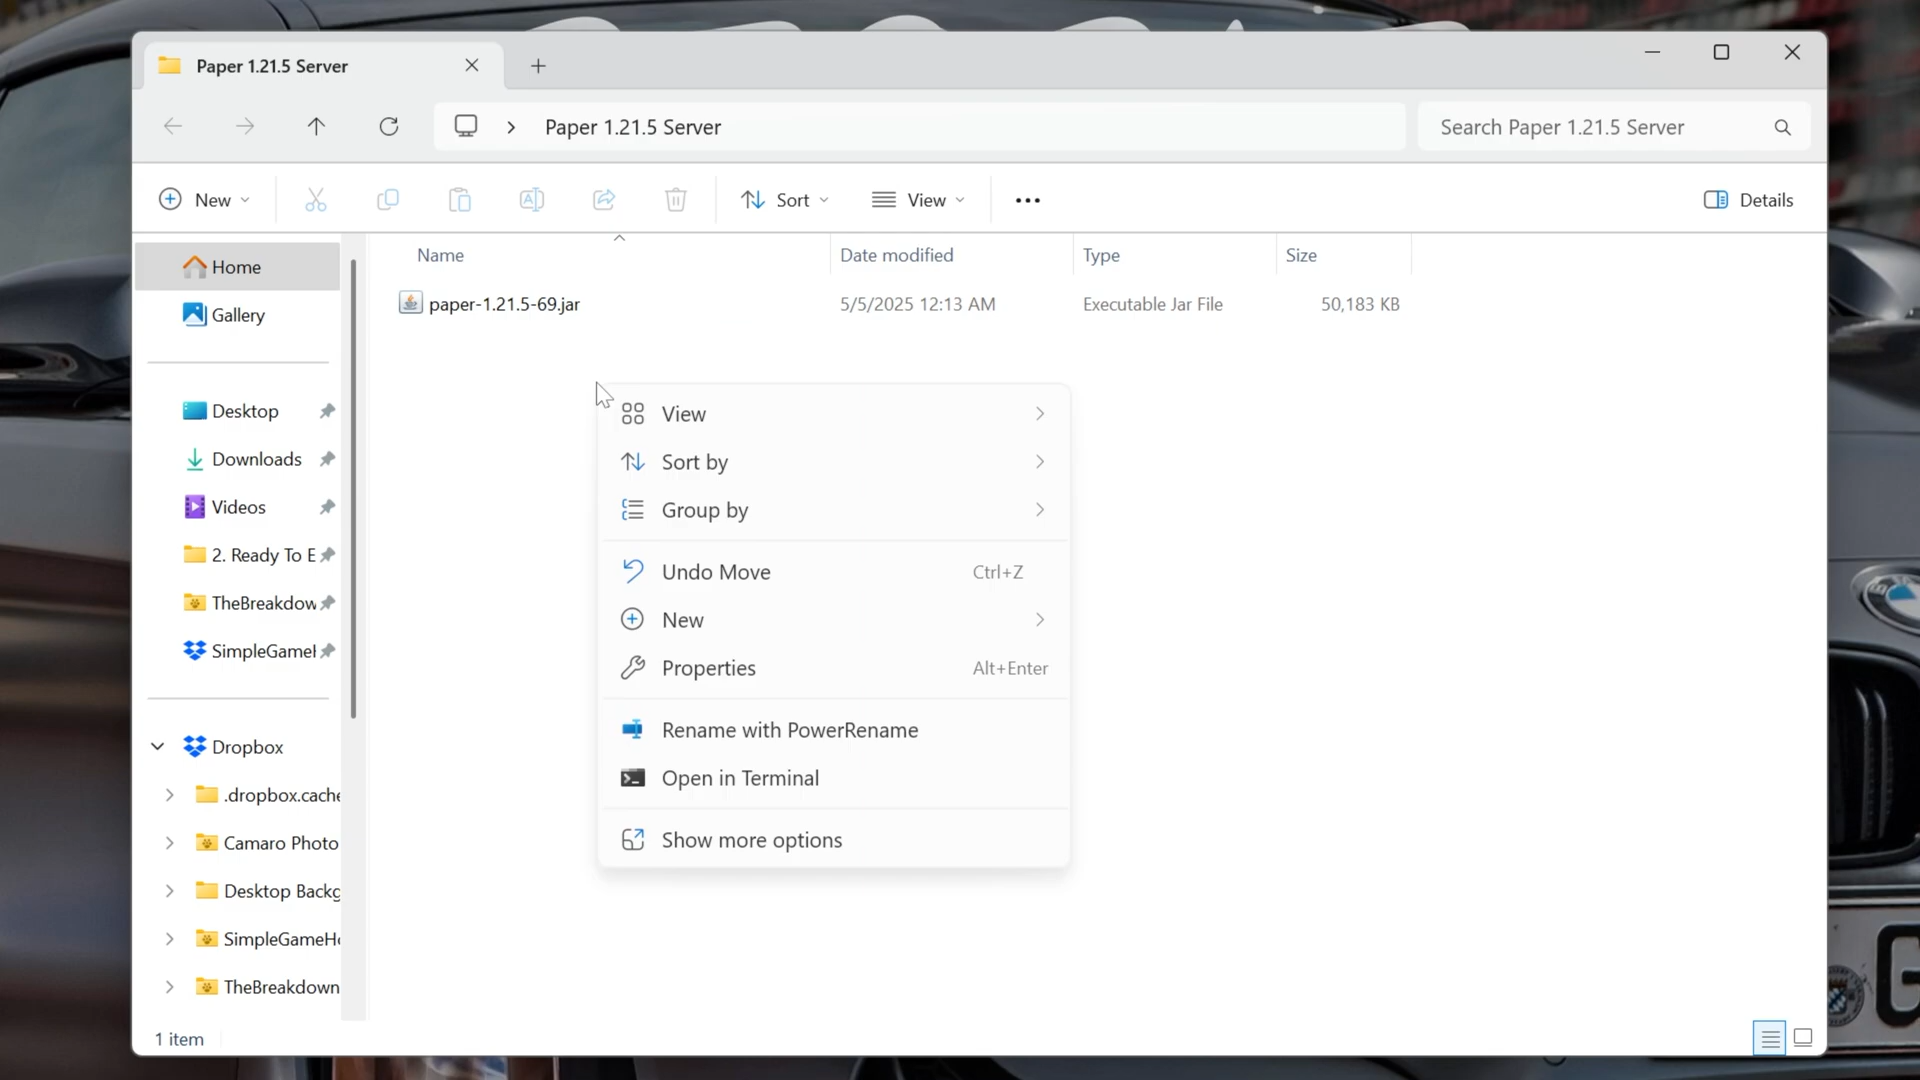 Paper 1.21.5 Server
Paper 1.21.5 Server
Search Paper 1.21.5 Server
New
Sort
View
Details
Name
Date modified
Type
Size
paper-1.21.5-69.jar
5/5/2025 12:13 AM
Executable Jar File
50,183 KB
Home
Gallery
Desktop
Downloads
Videos
2. Ready To E
TheBreakdow
SimpleGameH
Dropbox
.dropbox.cache
Camaro Photo
Desktop Backg
SimpleGameHo
TheBreakdown
View
Sort by
Group by
Undo Move Ctrl+Z
New
Properties Alt+Enter
Rename with PowerRename
Open in Terminal
Show more options
1 item